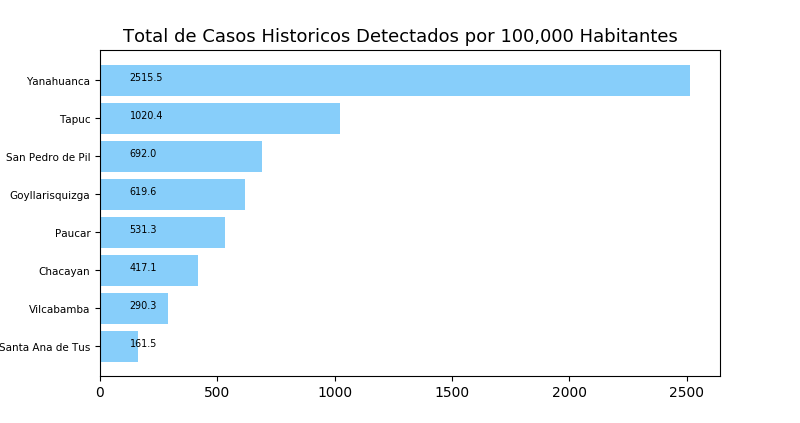 Total de Casos Historicos Detectados por 100,000 Habitantes
Yanahuanca 2515.5
Tapuc 1020.4
San Pedro de Pil 692.0
Goyllarisquizga 619.6
Paucar 531.3
Chacayan 417.1
Vilcabamba 290.3
Santa Ana de Tus 161.5
0 500 1000 1500 2000 2500